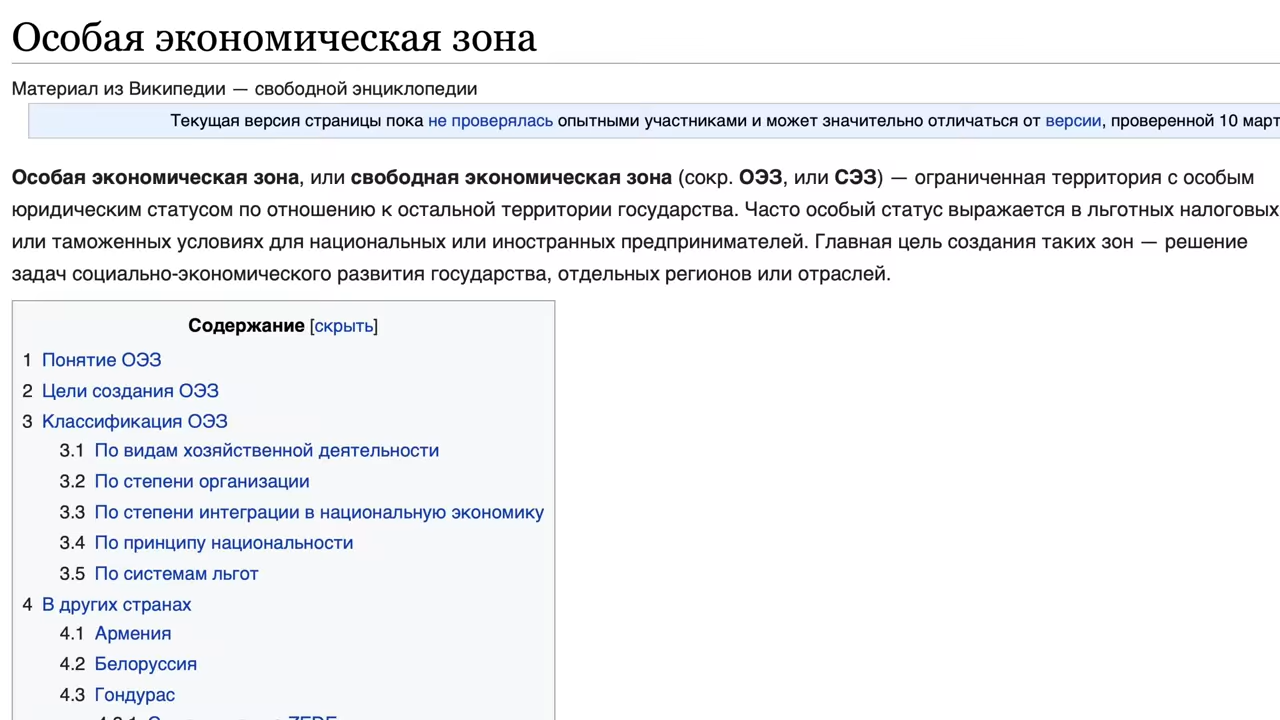 Особая экономическая зона
Материал из Википедии — свободной энциклопедии
Текущая версия страницы пока не проверялась опытными участниками и может значительно отличаться от версии, проверенной 10
Особая экономическая зона, или свободная экономическая зона (сокр. ОЭЗ, или СЭЗ) — ограниченная территория с особым
юридическим статусом по отношению к остальной территории государства. Часто особый статус выражается в льготных налоговых
или таможенных условиях для национальных или иностранных предпринимателей. Главная цель создания таких зон — решение
задач социально-экономического развития государства, отдельных регионов или отраслей.
Содержание [скрыть]
1 Понятие ОЭЗ
2 Цели создания ОЭЗ
3 Классификация ОЭЗ
3.1 По видам хозяйственной деятельности
3.2 По степени организации
3.3 По степени интеграции в национальную экономику
3.4 По принципу национальности
3.5 По системам льгот
4 В других странах
4.1 Армения
4.2 Белоруссия
4.3 Гондурас